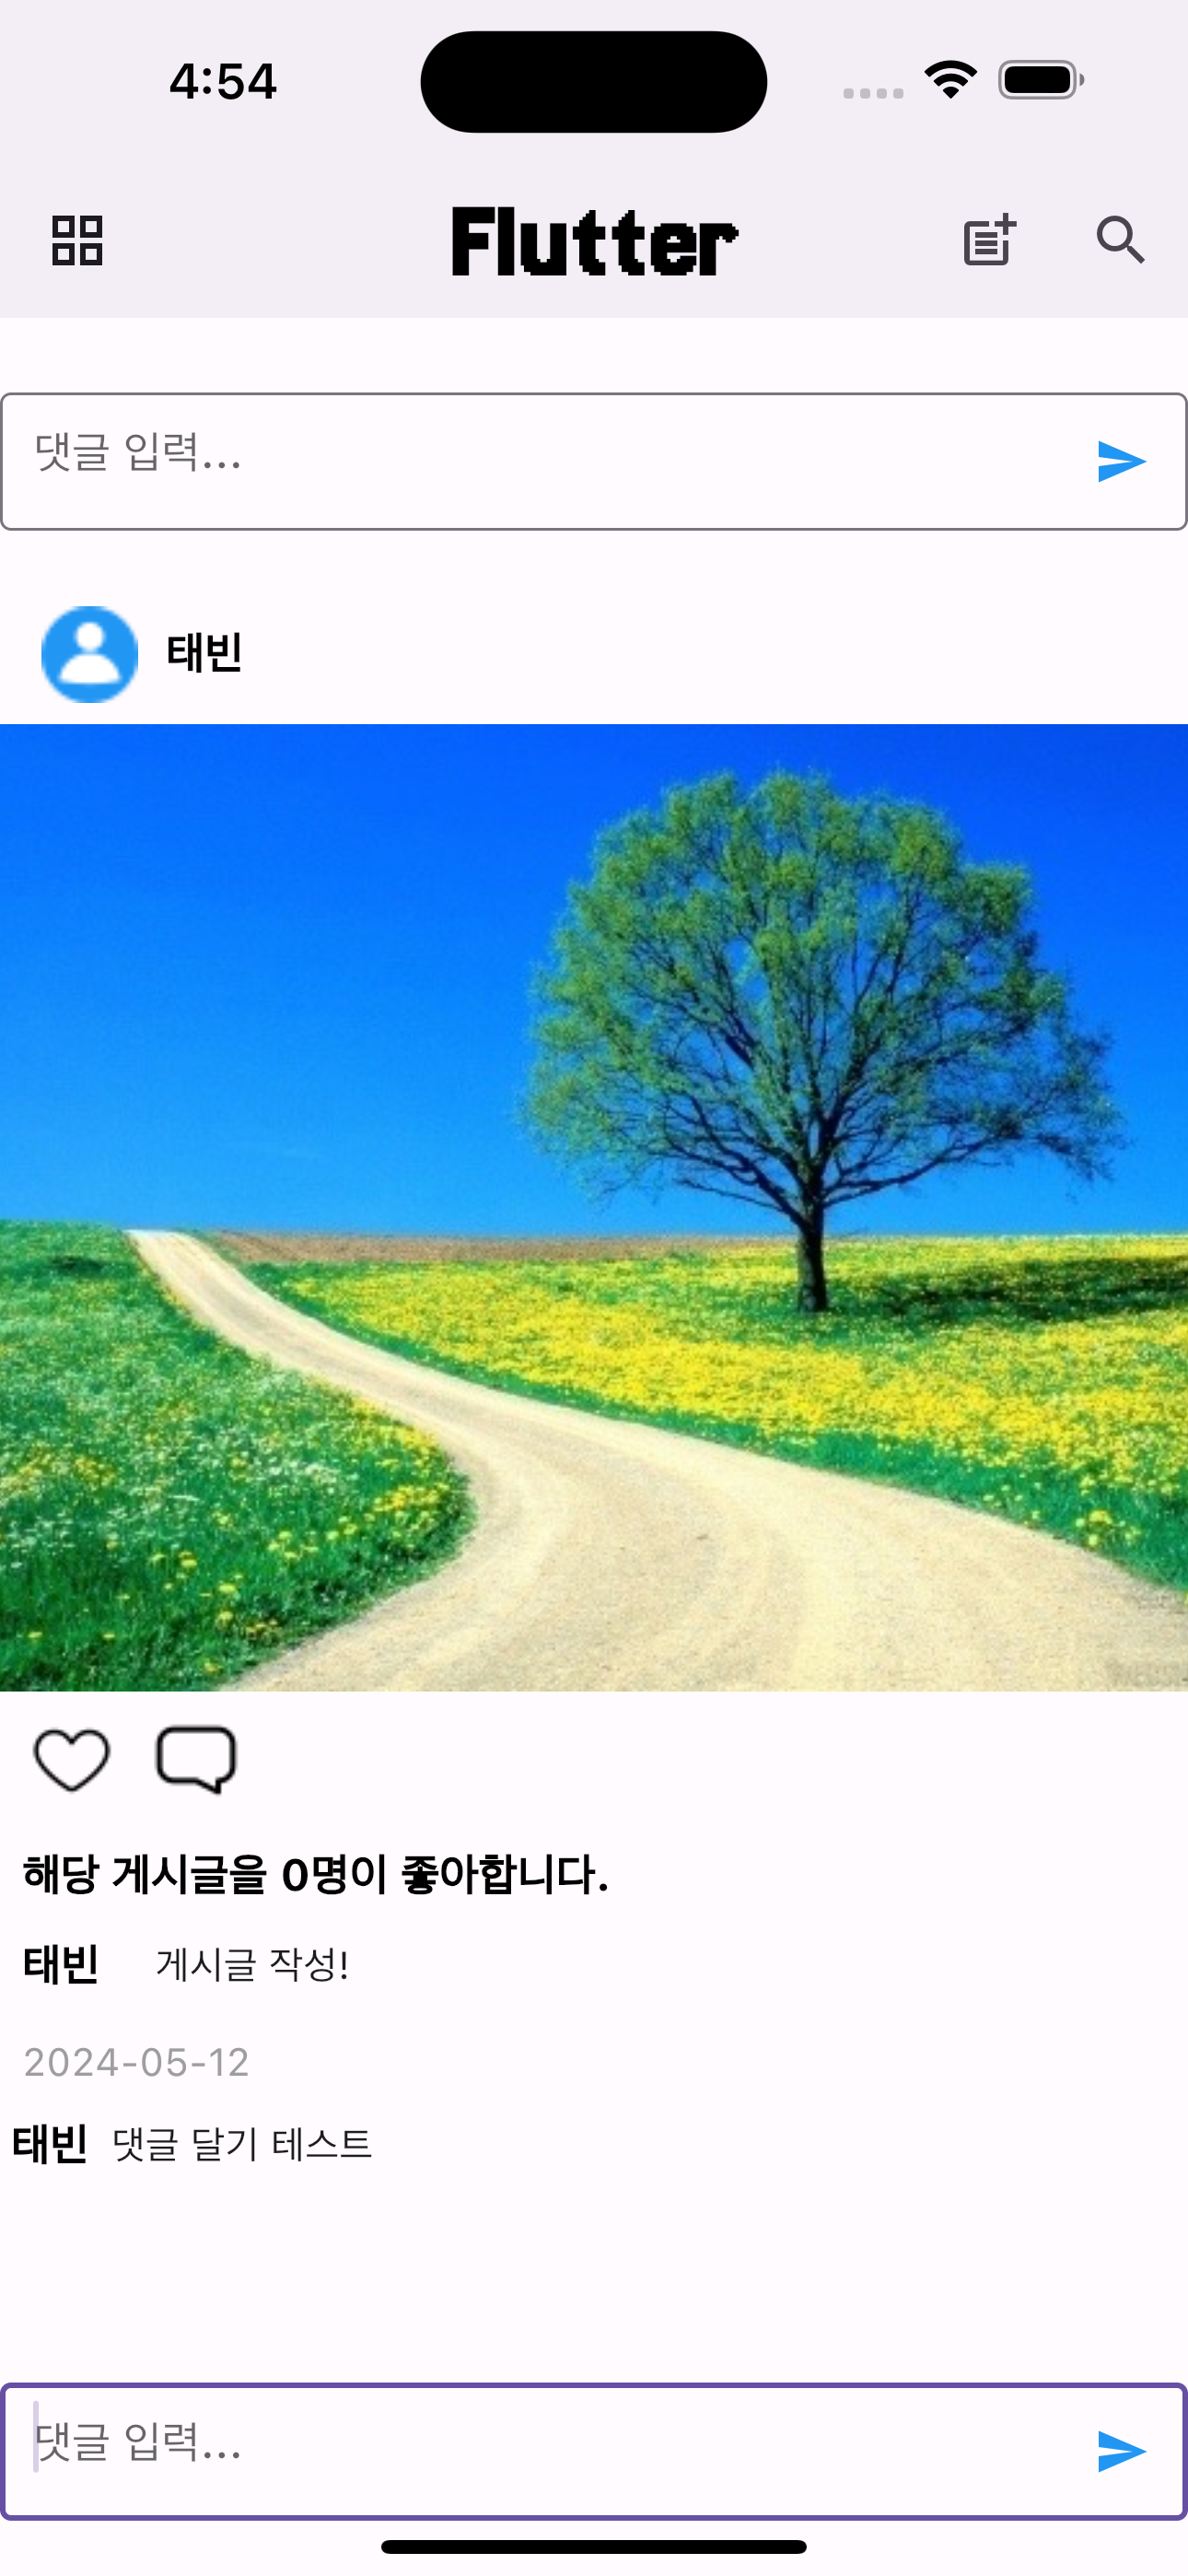 4:54
Flutter
댓글 입력...
태빈
해당 게시글을 0명이 좋아합니다.
태빈 게시글 작성!
2024-05-12
태빈 댓글 달기 테스트
댓글 입력...